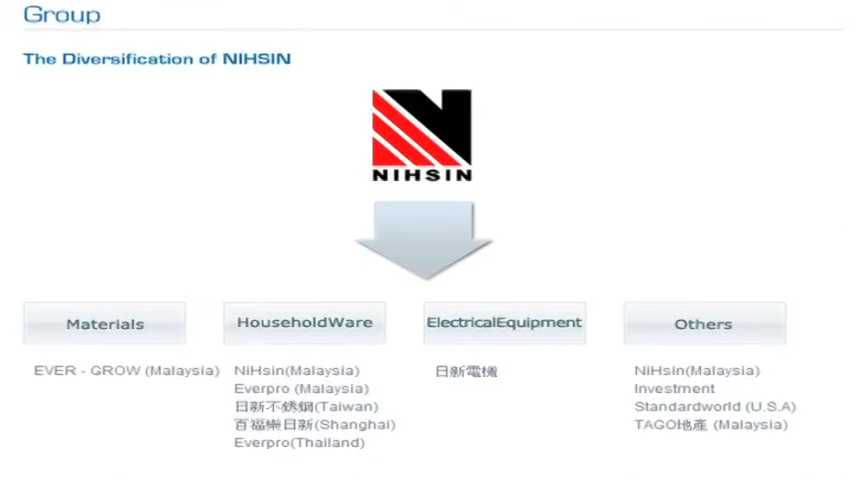 Group
The Diversification of NIHSIN
NIHSIN
Materials
EVER - GROW (Malaysia)
HouseholdWare
NiHsin(Malaysia)
Everpro (Malaysia)
日新不銹鋼(Taiwan)
百福樂日新(Shanghai)
Everpro(Thailand)
ElectricalEquipment
日新電機
Others
NiHsin(Malaysia)
Investment
Standardworld (U.S.A)
TAGO地產 (Malaysia)